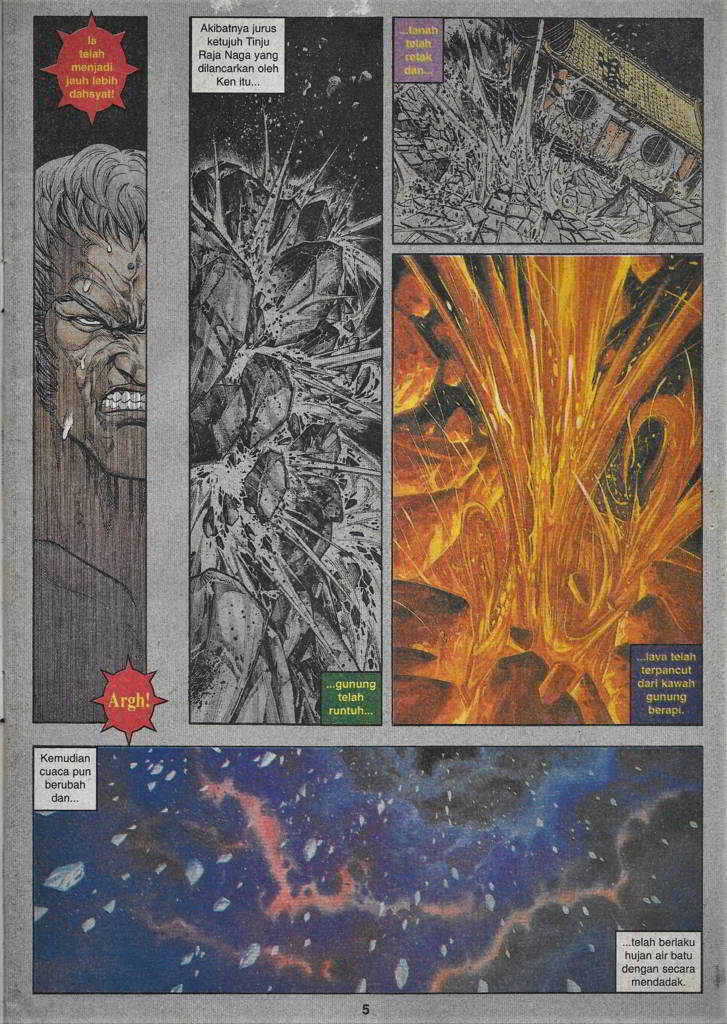 Ia
telah
menjadi
jauh lebih
dahsyat!
Argh!
Akibatnya jurus
ketujuh Tinju
Raja Naga yang
dilancarkan oleh
Ken itu...
...gunung
telah
runtuh...
...tanah
telah
retak
dan...
...lava telah
terpancut
dari kawah
gunung
berapi.
Kemudian
cuaca pun
berubah
dan...
...telah berlaku
hujan air batu
dengan secara
mendadak.
5